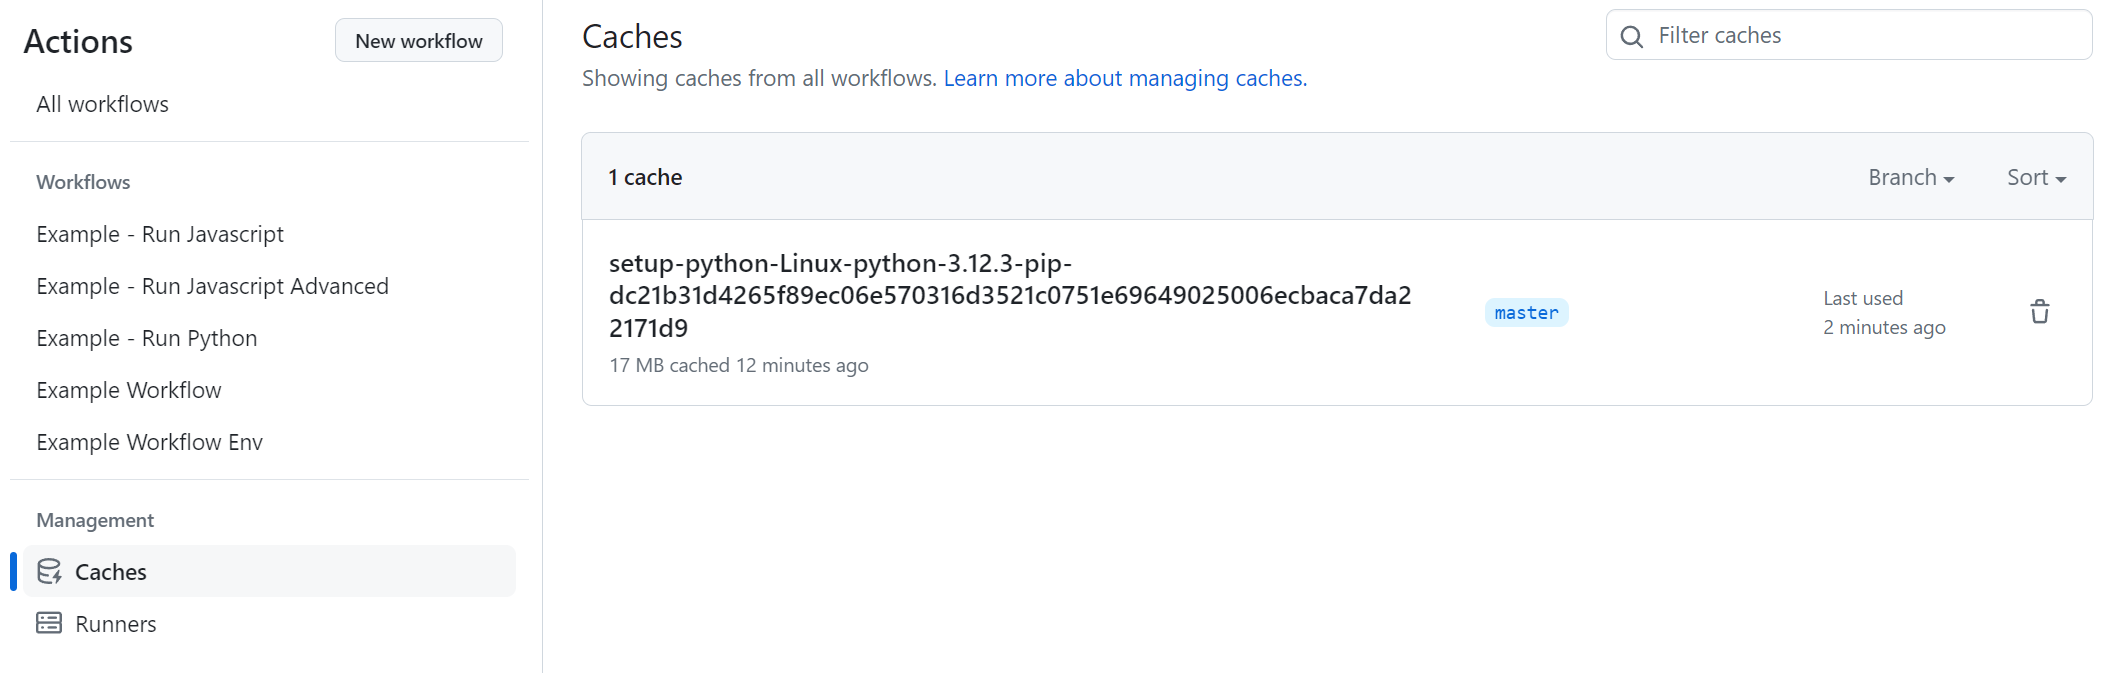 Actions
New workflow
All workflows
Workflows
Example - Run Javascript
Example - Run Javascript Advanced
Example - Run Python
Example Workflow
Example Workflow Env
Management
Caches
Runners
Caches
Filter caches
Showing caches from all workflows. Learn more about managing caches.
1 cache
Branch
Sort
setup-python-Linux-python-3.12.3-pip-
dc21b31d4265f89ec06e570316d3521c0751e69649025006ecbaca7da2
2171d9
17 MB cached 12 minutes ago
master
Last used
2 minutes ago